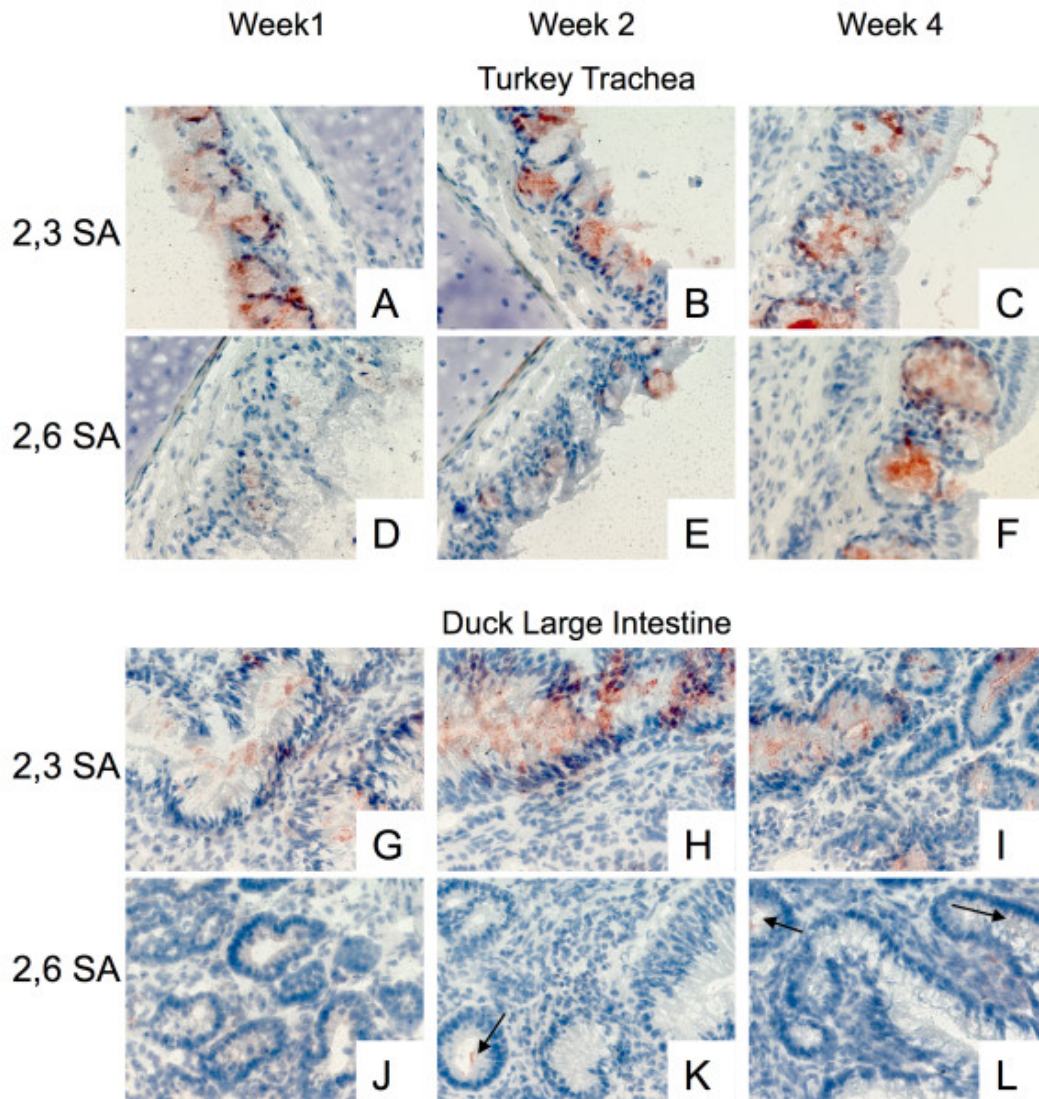 Week1 Week 2 Week 4
Turkey Trachea
2,3 SA
A B C
2,6 SA
D E F
Duck Large Intestine
2,3 SA
G H I
2,6 SA
J K L